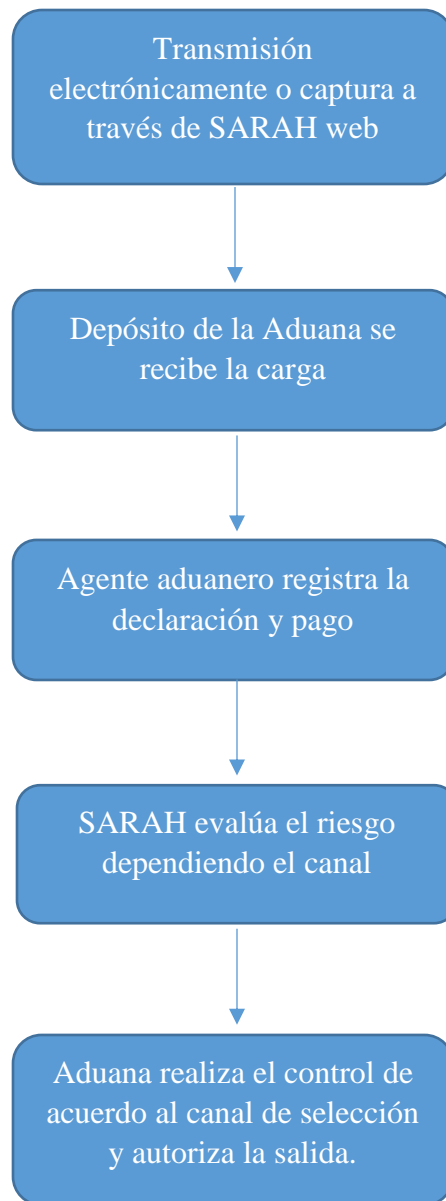 Transmisión
electrónicamente o captura a
través de SARAH web
Depósito de la Aduana se
recibe la carga
Agente aduanero registra la
declaración y pago
SARAH evalúa el riesgo
dependiendo el canal
Aduana realiza el control de
acuerdo al canal de selección
y autoriza la salida.